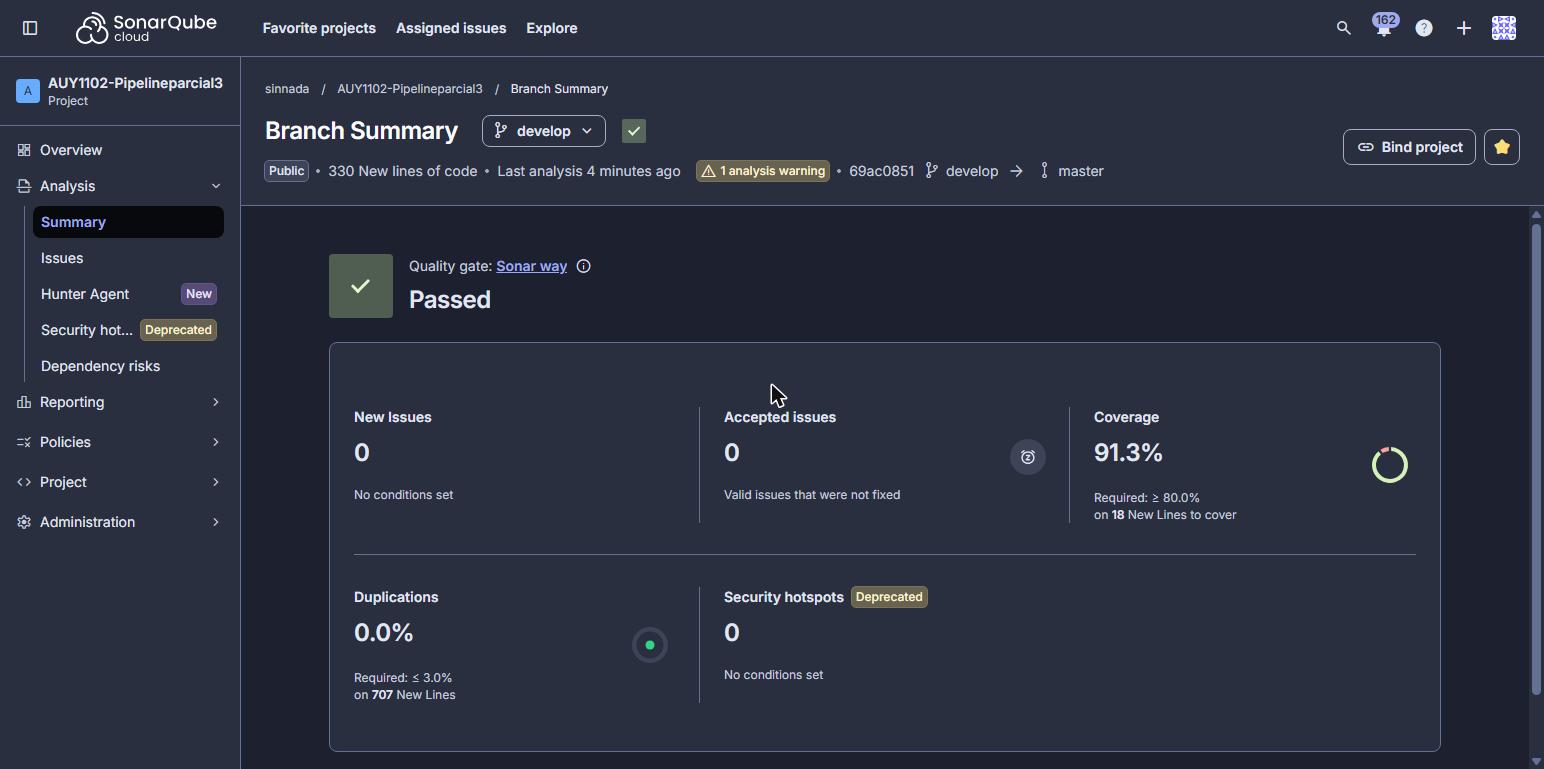 SonarQube cloud
Favorite projects
Assigned issues
Explore
162
?
A
AUY1102-Pipelineparcial3
Project
Overview
Analysis
Summary
Issues
Hunter Agent New
Security hot... Deprecated
Dependency risks
Reporting
Policies
Project
Administration
sinnada / AUY1102-Pipelineparcial3 / Branch Summary
Branch Summary develop
Bind project
Public • 330 New lines of code • Last analysis 4 minutes ago 1 analysis warning • 69ac0851 develop → master
Quality gate: Sonar way
Passed
New Issues
0
No conditions set
Accepted issues
0
Valid issues that were not fixed
Coverage
91.3%
Required: ≥ 80.0%
on 18 New Lines to cover
Duplications
0.0%
Required: ≤ 3.0%
on 707 New Lines
Security hotspots Deprecated
0
No conditions set